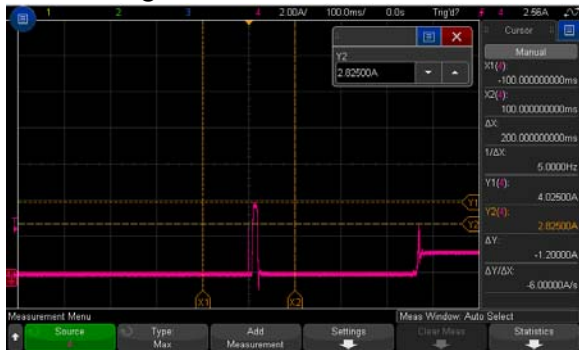 1 2 3 4 2.00A/ 100.0ms/ 0.0s Trig'd? 4 2.56A
Y2
2.82500A
Cursor
Manual
X1(4):
-100.000000000ms
X2(4):
100.000000000ms
ΔX:
200.000000000ms
1/ΔX:
5.0000Hz
Y1(4):
4.02500A
Y2(4):
2.82500A
ΔY:
-1.20000A
ΔY/ΔX:
-6.00000A/s
Y1
Y2
T
X1
X2
Measurement Menu
Meas Window: Auto Select
Source
4
Type:
Max
Add
Measurement
Settings
Clear Meas
Statistics